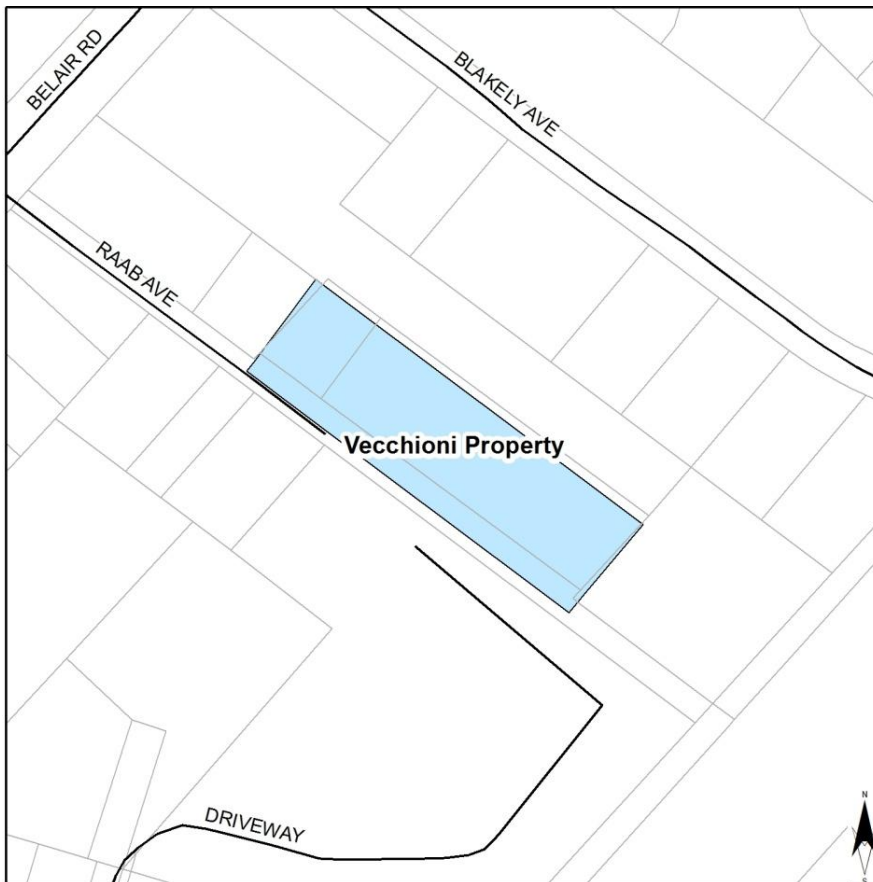 BELAIR RD
BLAKELY AVE
RAAB AVE
Vecchioni Property
DRIVEWAY
N
S